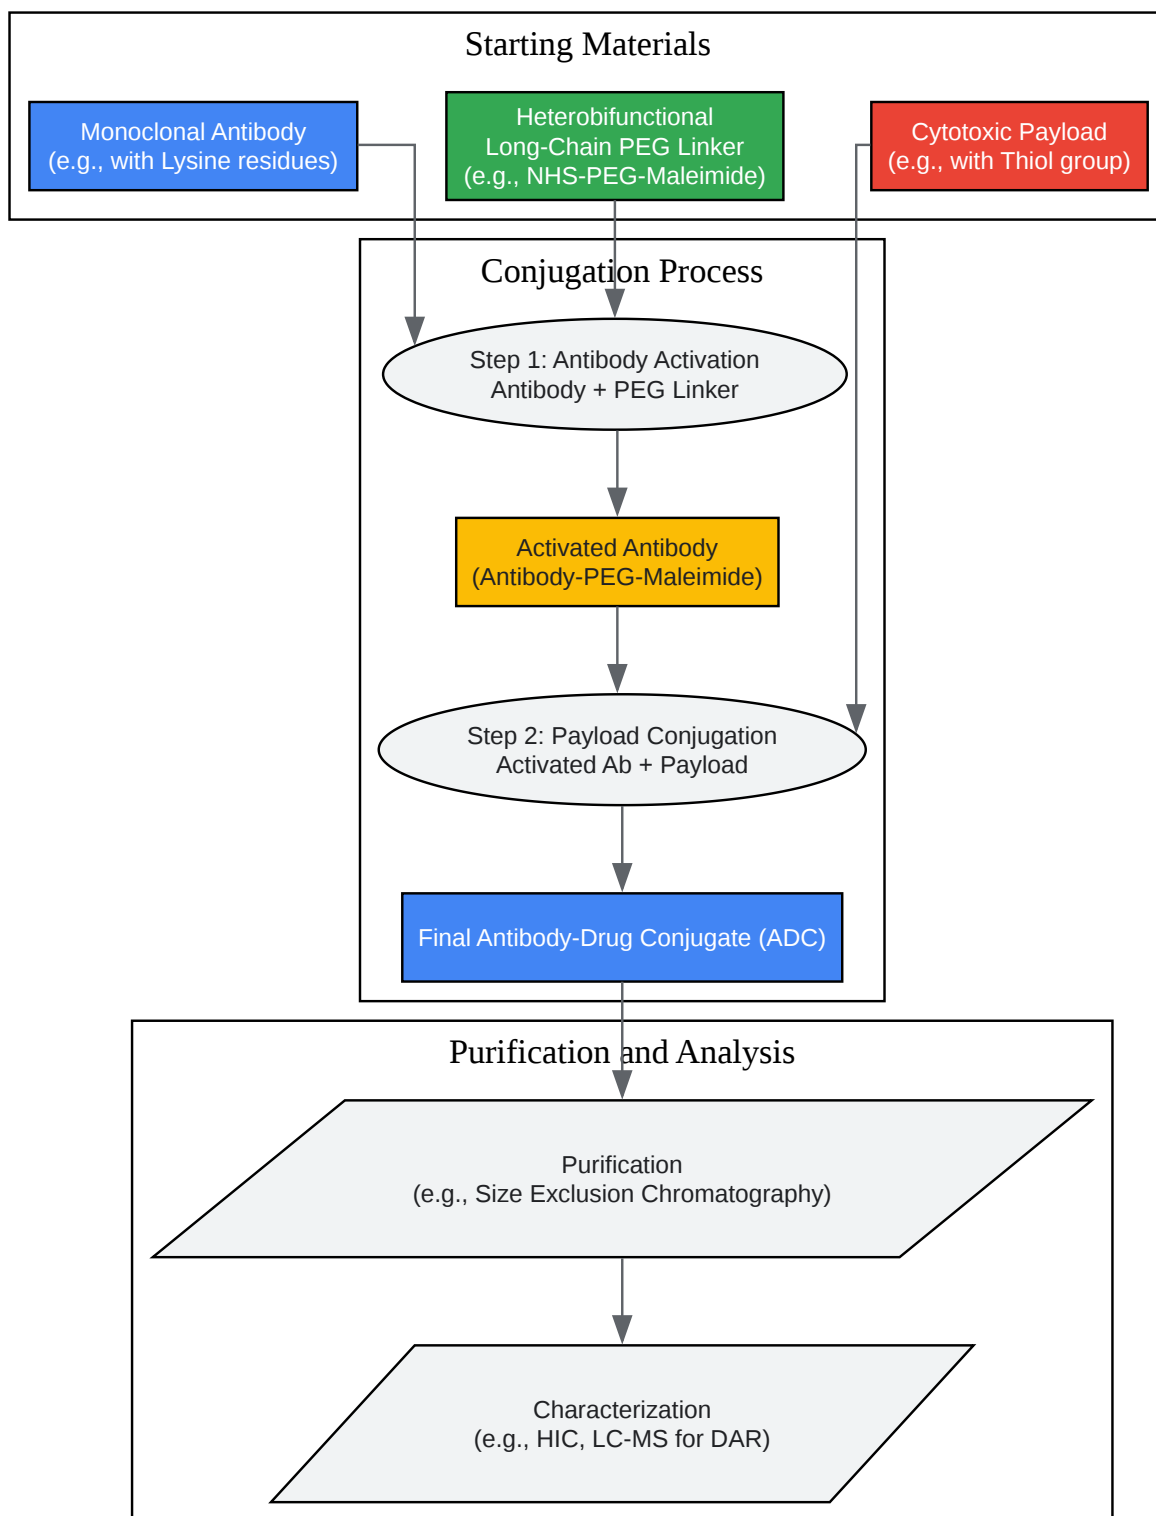 Starting Materials
Monoclonal Antibody
(e.g., with Lysine residues)
Heterobifunctional
Long-Chain PEG Linker
(e.g., NHS-PEG-Maleimide)
Cytotoxic Payload
(e.g., with Thiol group)
Conjugation Process
Step 1: Antibody Activation
Antibody + PEG Linker
Activated Antibody
(Antibody-PEG-Maleimide)
Step 2: Payload Conjugation
Activated Ab + Payload
Final Antibody-Drug Conjugate (ADC)
Purification and Analysis
Purification
(e.g., Size Exclusion Chromatography)
Characterization
(e.g., HIC, LC-MS for DAR)